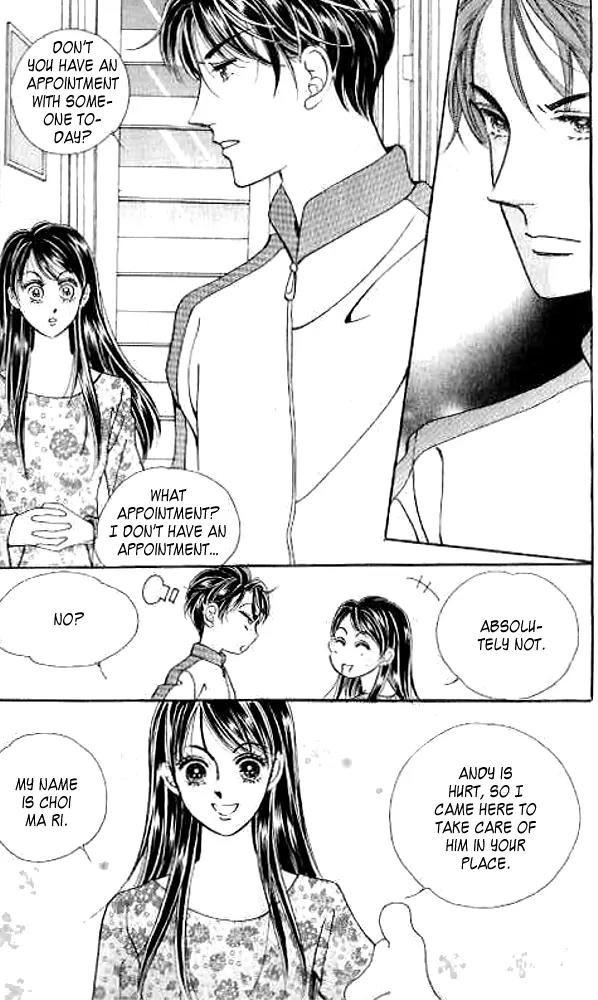 DON'T
YOU HAVE AN
APPOINTMENT
WITH SOME-
ONE TO-
DAY?
WHAT
APPOINTMENT?
I DON'T HAVE AN
APPOINTMENT...
NO?
ABSOLU-
TELY NOT.
MY NAME
IS CHOI
MA RI.
ANDY IS
HURT, SO I
CAME HERE TO
TAKE CARE OF
HIM IN YOUR
PLACE.